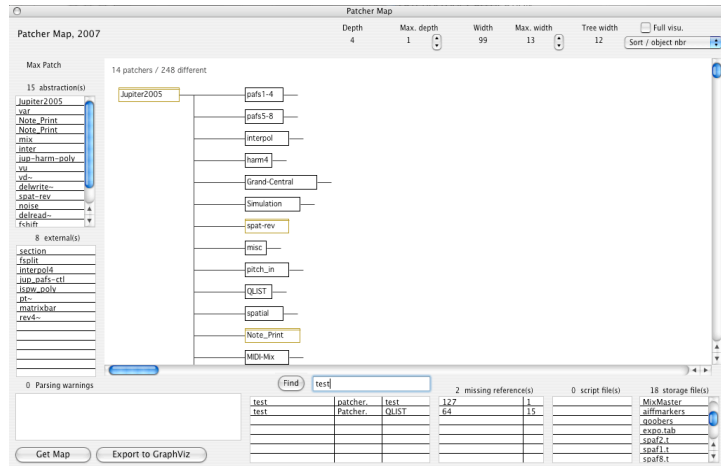 Patcher Map
Patcher Map, 2007
Depth
4
Max. depth
1
Width
99
Max. width
13
Tree width
12
Full visu.
Sort / object nbr
Max Patch
14 patchers / 248 different
15 abstraction(s)
Jupiter2005
var
Note_Print
Note_Print
mix
inter
jup-harm-poly
vu
vd~
delwrite~
spat-rev
noise
delread~
fshift
8 external(s)
section
fsplit
interpol4
jup_pafs-ctl
ispw_poly
pt~
matrixbar
rev4~
Jupiter2005
pafs1-4
pafs5-8
interpol
harm4
Grand-Central
Simulation
spat-rev
misc
pitch_in
QLIST
spatial
Note_Print
MIDI-Mix
0 Parsing warnings
Find
test
test patcher. test
test Patcher. QLIST
2 missing reference(s)
127 1
64 15
0 script file(s)
18 storage file(s)
MixMaster
aiffmarkers
goobers
expo.tab
spaf2.t
spaf1.t
spaf8.t
Get Map
Export to GraphViz